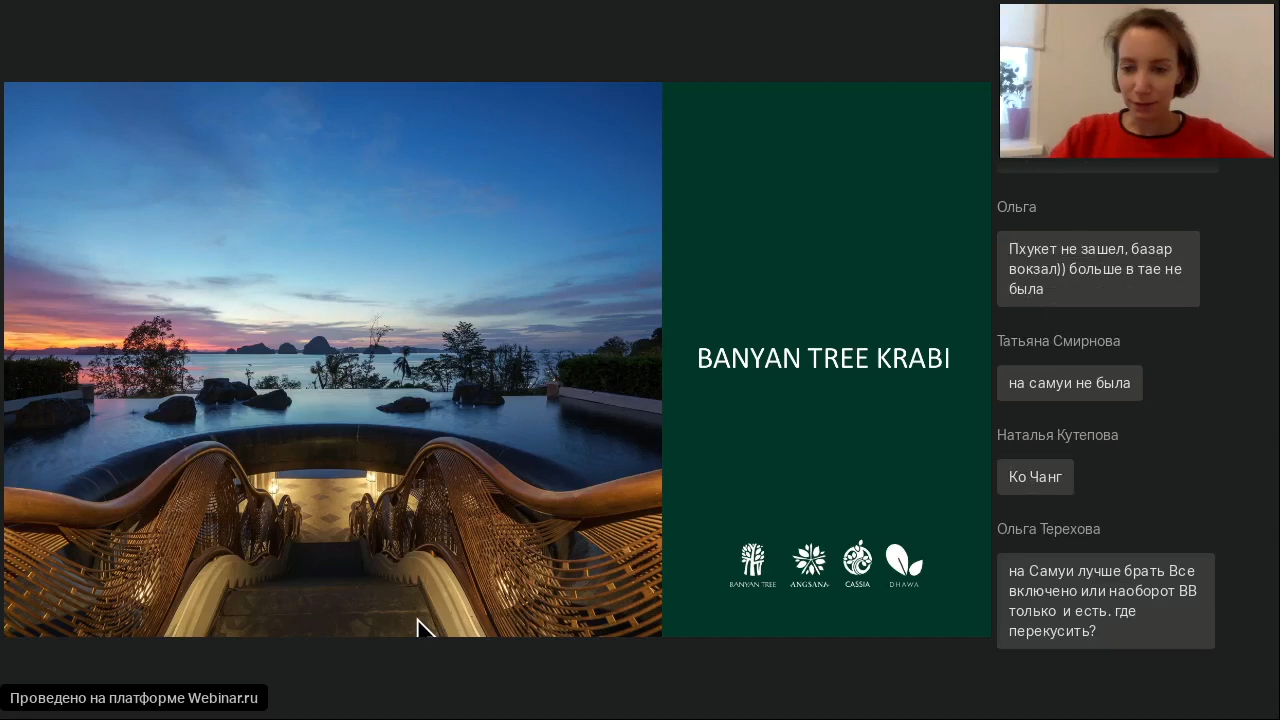 BANYAN TREE KRABI
BANYAN TREE
ANGSANA
CASSIA
DHAWA
Ольга
Пхукет не зашел, базар
вокзал)) больше в тае не
была
Татьяна Смирнова
на самуи не была
Наталья Кутепова
Ко Чанг
Ольга Терехова
на Самуи лучше брать Все
включено или наоборот ВВ
только и есть. где
перекусить?
Проведено на платформе Webinar.ru